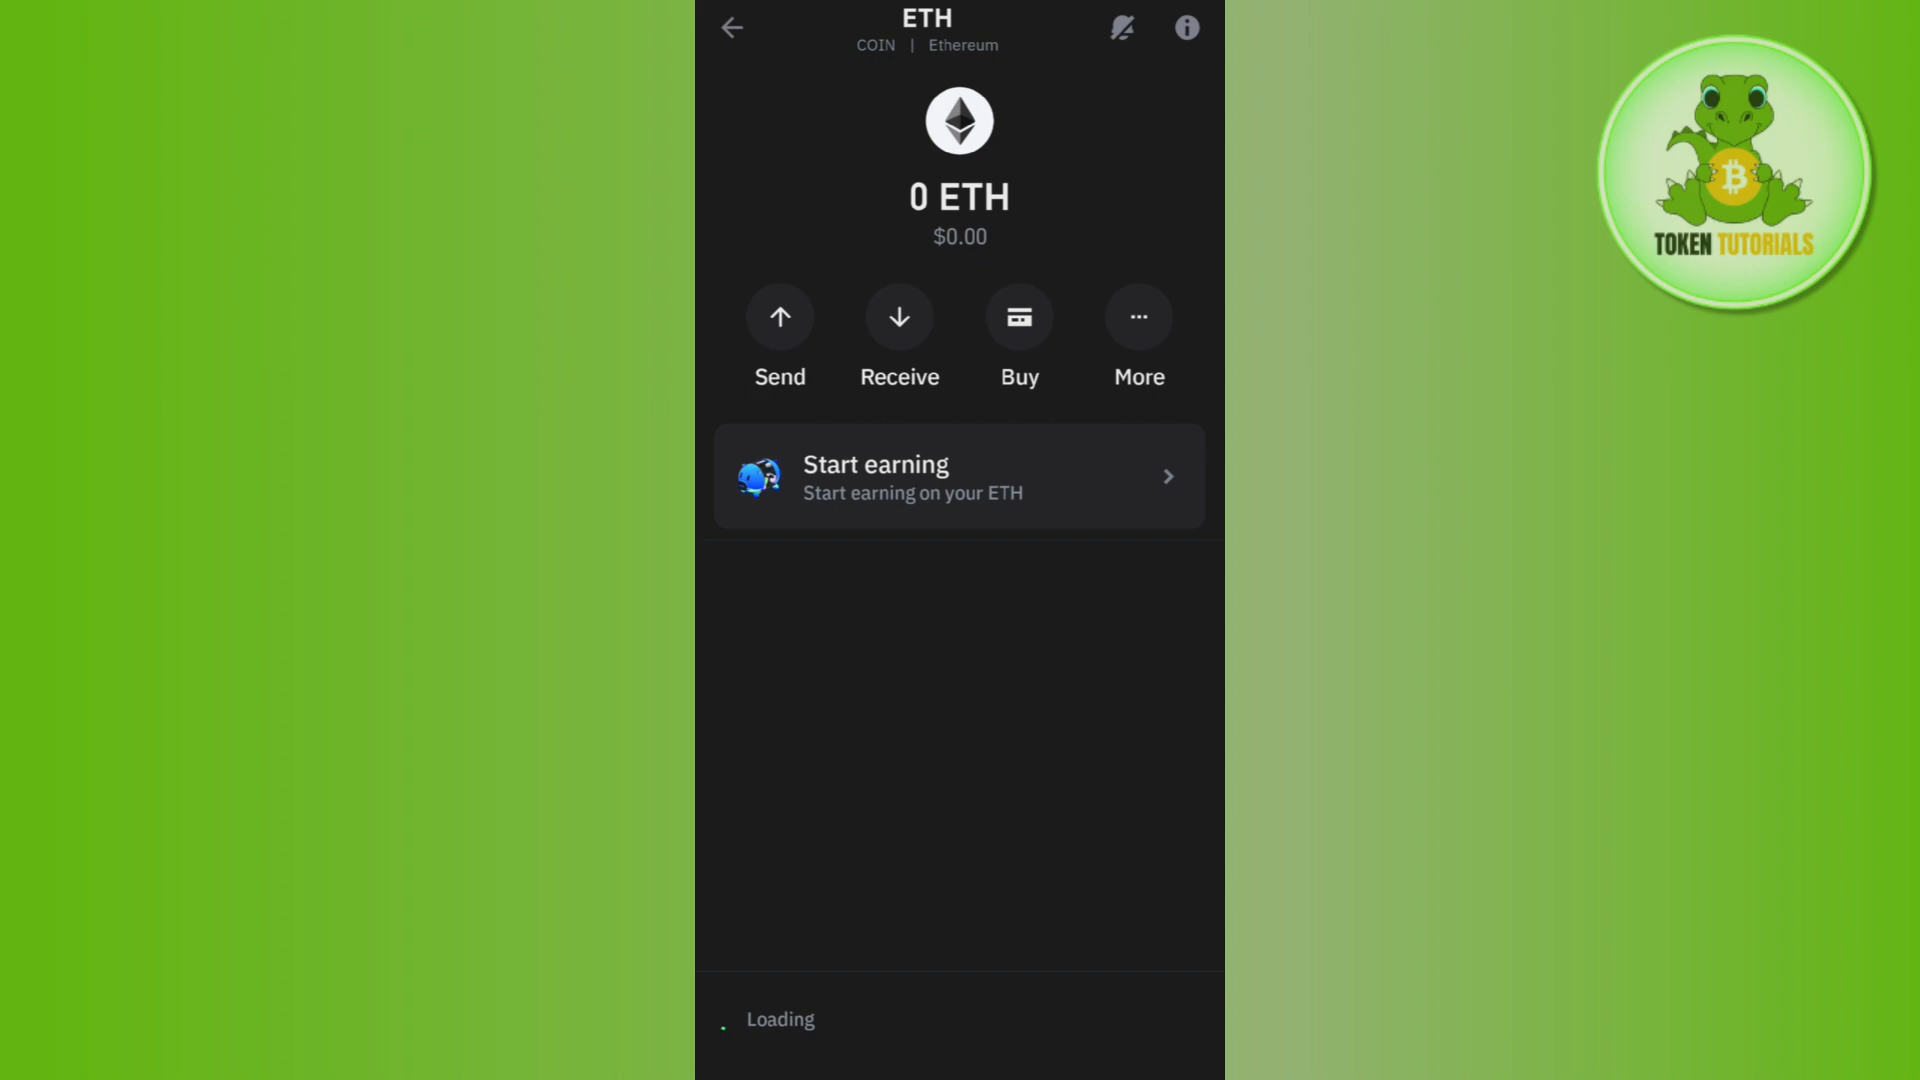 ETH
COIN | Ethereum
0 ETH
$0.00
Send Receive Buy More
Start earning
Start earning on your ETH
Loading
TOKEN TUTORIALS